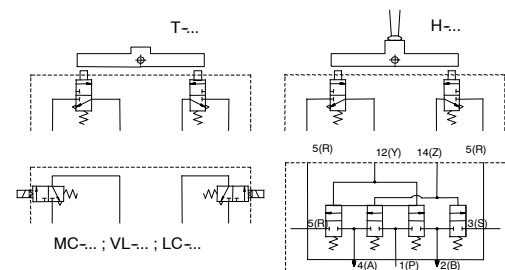 T-...
H-...
5(R)
12(Y)
14(Z)
5(R)
5(R)
3(S)
MC-... ; VL-... ; LC-...
4(A)
1(P)
2(B)